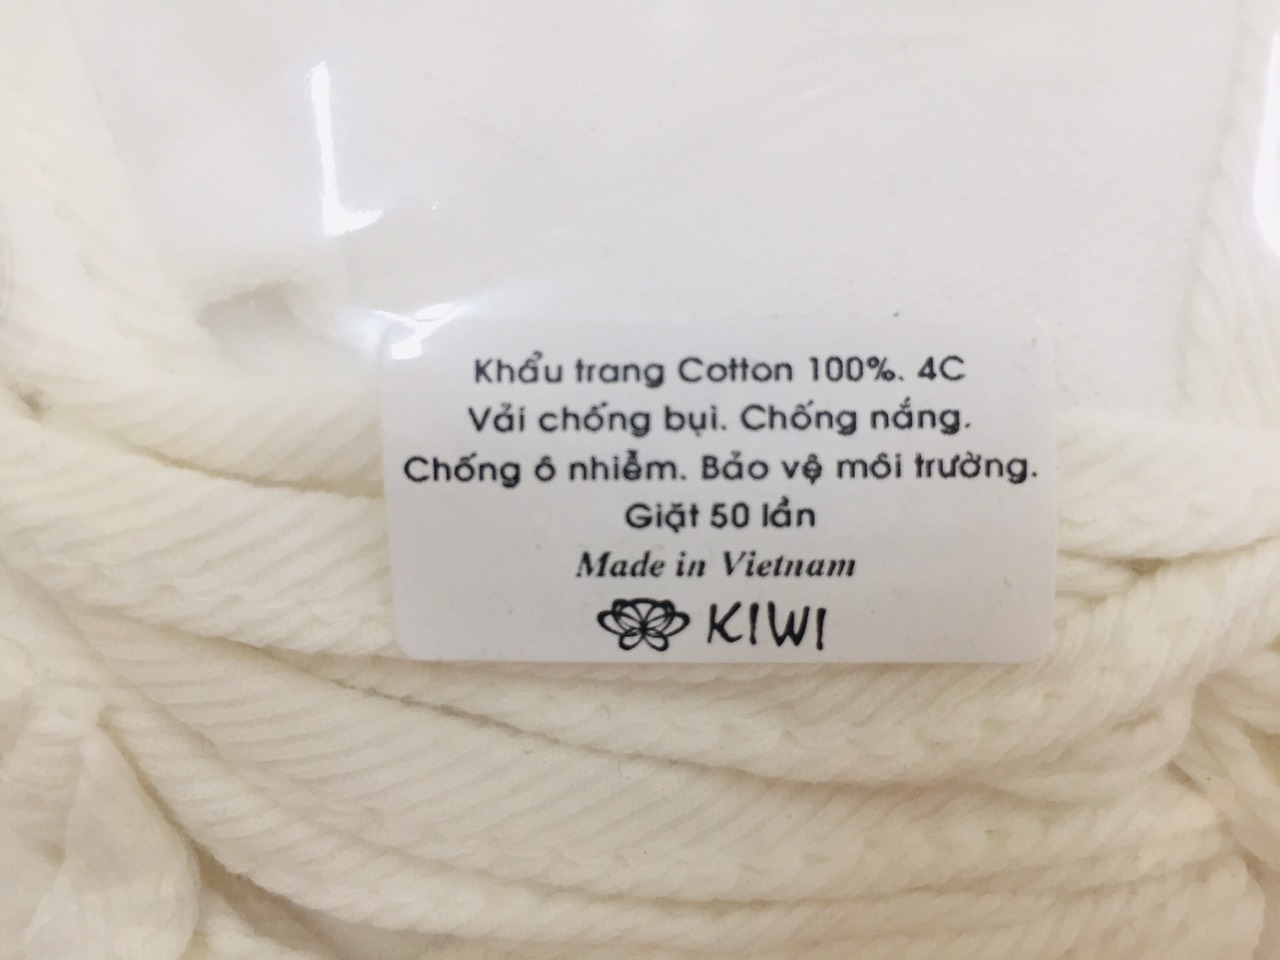 Khẩu trang Cotton 100%. 4C
Vải chống bụi. Chống nắng.
Chống ô nhiễm. Bảo vệ môi trường.
Giặt 50 lần
Made in Vietnam
KIWI